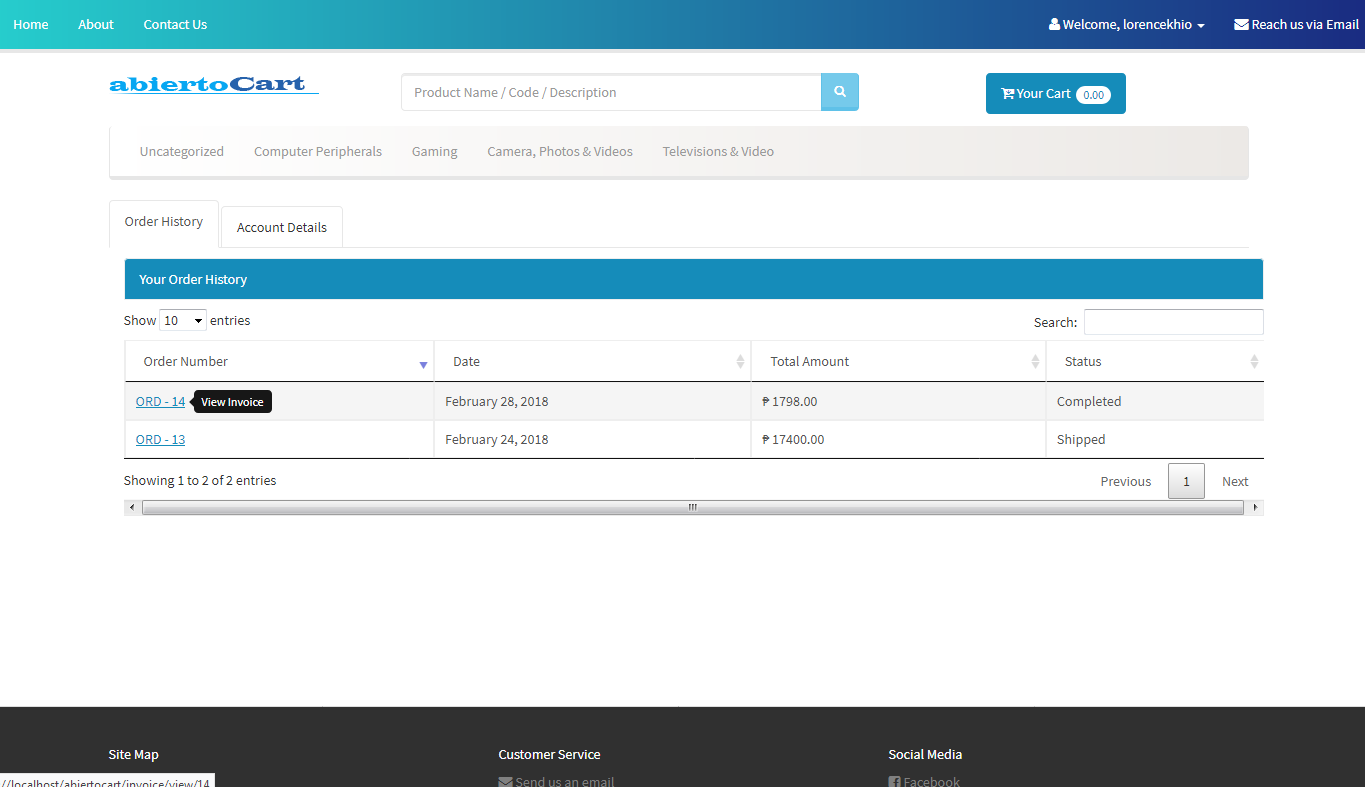 Home About Contact Us Welcome, lorencekhio Reach us via Email
abiertoCart Product Name / Code / Description Your Cart 0.00
Uncategorized Computer Peripherals Gaming Camera, Photos & Videos Televisions & Video
Order History Account Details
Your Order History
Show 10 entries Search:
Order Number Date Total Amount Status
ORD - 14 View Invoice February 28, 2018 ₱ 1798.00 Completed
ORD - 13 February 24, 2018 ₱ 17400.00 Shipped
Showing 1 to 2 of 2 entries Previous 1 Next
Site Map Customer Service Social Media
Send us an email Facebook
//localhost/abiertocart/invoice/view/14